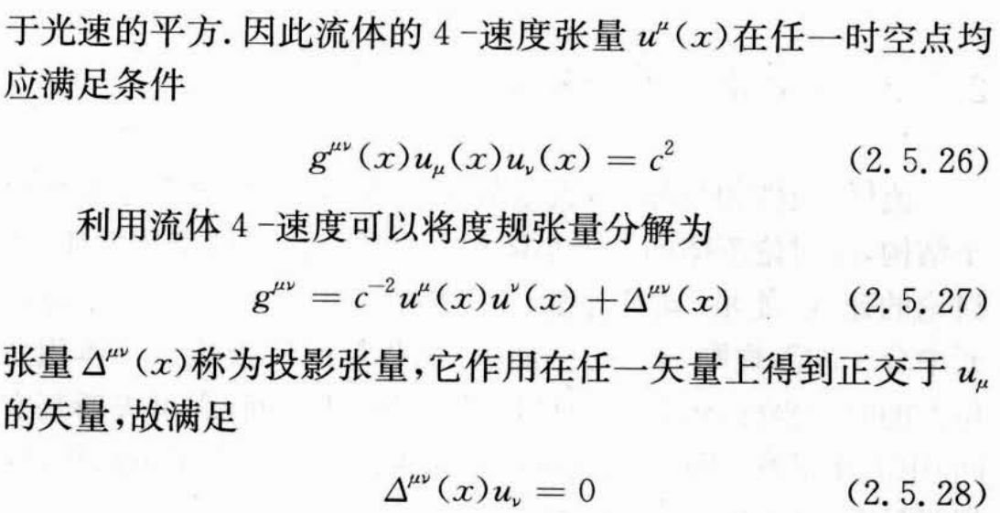 于光速的平方.因此流体的 4-速度张量 u^μ(x)在任一时空点均
应满足条件
g^{μν}(x)u_μ(x)u_ν(x) = c^2 (2.5.26)
利用流体 4-速度可以将度规张量分解为
g^{μν} = c^{-2}u^μ(x)u^ν(x)+Δ^{μν}(x) (2.5.27)
张量 Δ^{μν}(x)称为投影张量,它作用在任一矢量上得到正交于 u_μ
的矢量,故满足
Δ^{μν}(x)u_ν = 0 (2.5.28)